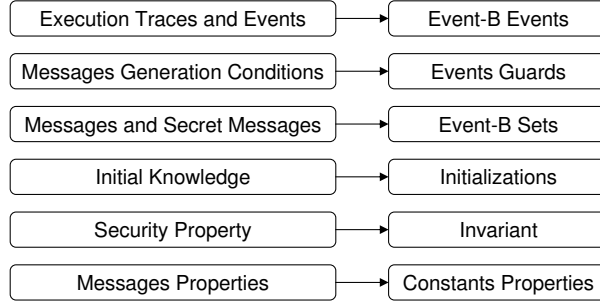 Execution Traces and Events
Event-B Events
Messages Generation Conditions
Events Guards
Messages and Secret Messages
Event-B Sets
Initial Knowledge
Initializations
Security Property
Invariant
Messages Properties
Constants Properties